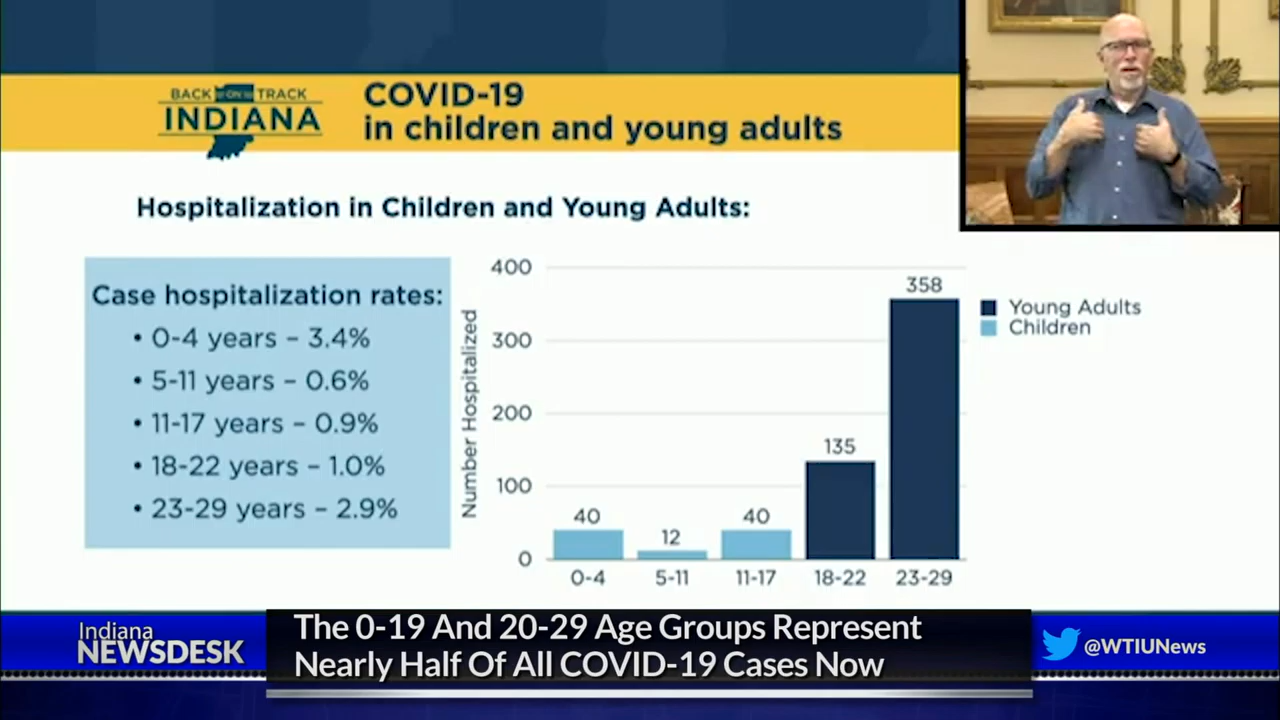 BACK ON TRACK
INDIANA
COVID-19
in children and young adults
Hospitalization in Children and Young Adults:
Case hospitalization rates:
• 0-4 years – 3.4%
• 5-11 years – 0.6%
• 11-17 years – 0.9%
• 18-22 years – 1.0%
• 23-29 years – 2.9%
Number Hospitalized
400
300
200
100
0
40
12
40
135
358
0-4
5-11
11-17
18-22
23-29
Young Adults
Children
Indiana
NEWSDESK
The 0-19 And 20-29 Age Groups Represent
Nearly Half Of All COVID-19 Cases Now
@WTIUNews